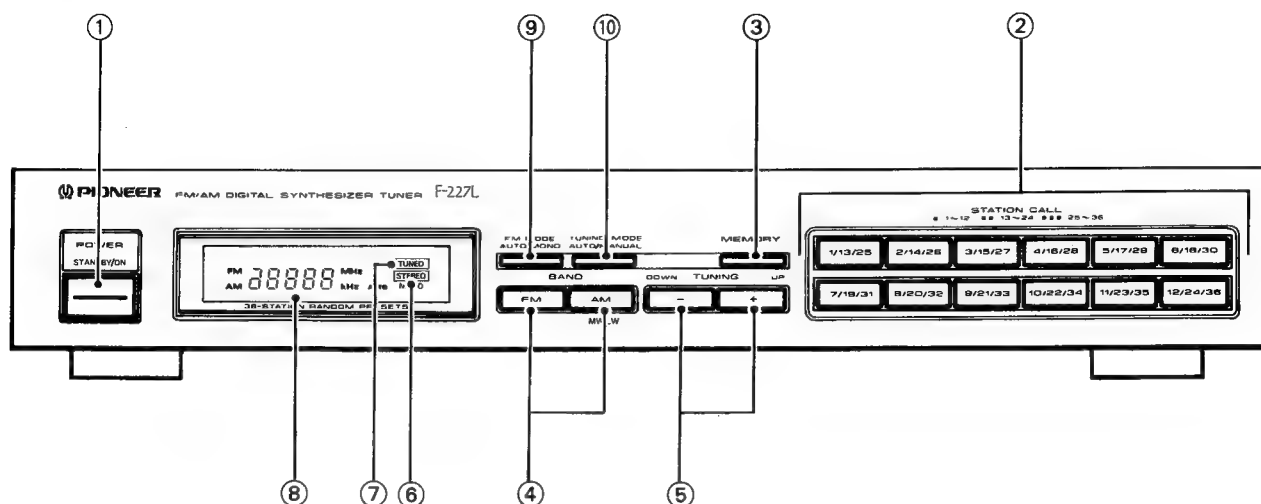 ① ⑨ ⑩ ③ ②
PIONEER FM/AM DIGITAL SYNTHESIZER TUNER F-227L
POWER
STANDBY/ON
FM MHz
AM kHz
TUNED
STEREO
36-STATION RANDOM PRESETS
FM MODE
AUTO/MONO
TUNING MODE
AUTO/MANUAL
MEMORY
BAND
DOWN TUNING UP
FM AM - +
MW/LW
STATION CALL
1~12 13~24 25~36
1/13/25 2/14/26 3/15/27 4/16/28 5/17/29 6/18/30
7/19/31 8/20/32 9/21/33 10/22/34 11/23/35 12/24/36
⑧ ⑦ ⑥ ④ ⑤